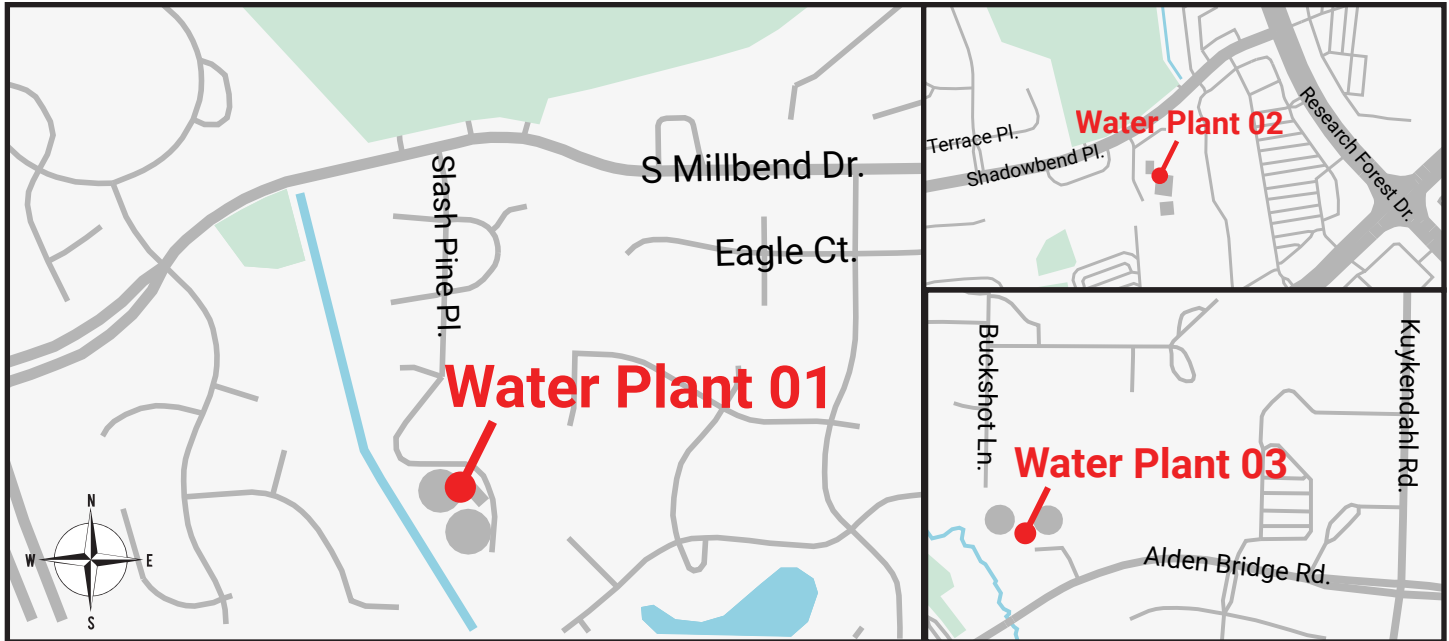 S Millbend Dr.
Slash Pine Pl.
Eagle Ct.
Water Plant 01
N
W
E
S
Water Plant 02
Terrace Pl.
Shadowbend Pl.
Research Forest Dr.
Buckshot Ln.
Kuykendahl Rd.
Water Plant 03
Alden Bridge Rd.